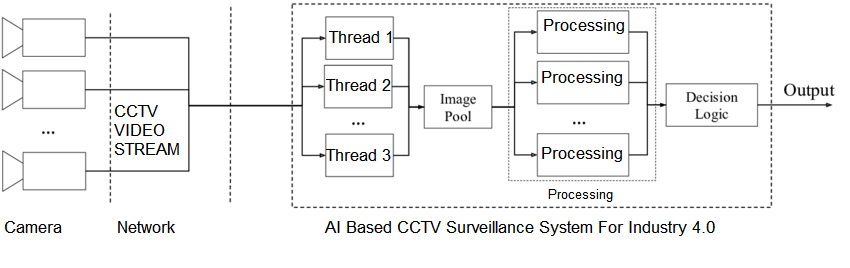 CCTV
VIDEO
STREAM
Thread 1
Thread 2
...
Thread 3
Image
Pool
Processing
Processing
...
Processing
Processing
Decision
Logic
Output
...
Camera
Network
AI Based CCTV Surveillance System For Industry 4.0